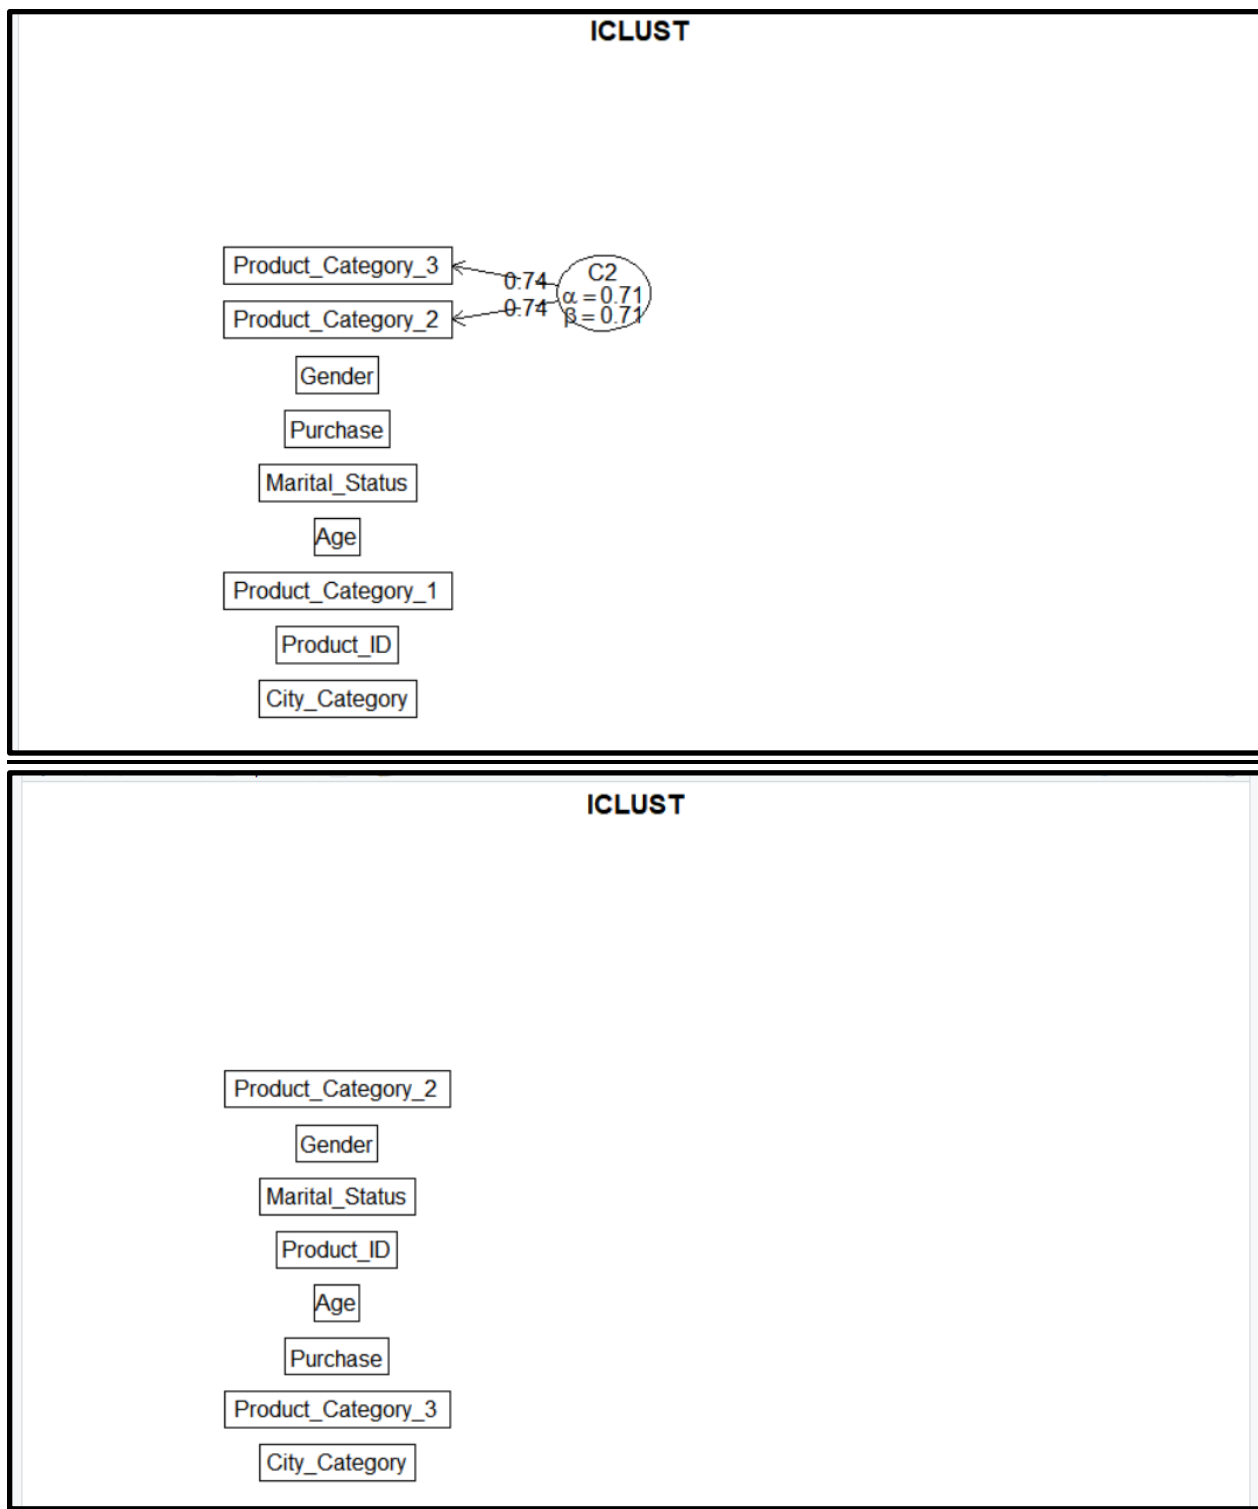 ICLUST
Product_Category_3
0.74
C2
α = 0.71
Product_Category_2
0.74
β = 0.71
Gender
Purchase
Marital_Status
Age
Product_Category_1
Product_ID
City_Category
ICLUST
Product_Category_2
Gender
Marital_Status
Product_ID
Age
Purchase
Product_Category_3
City_Category